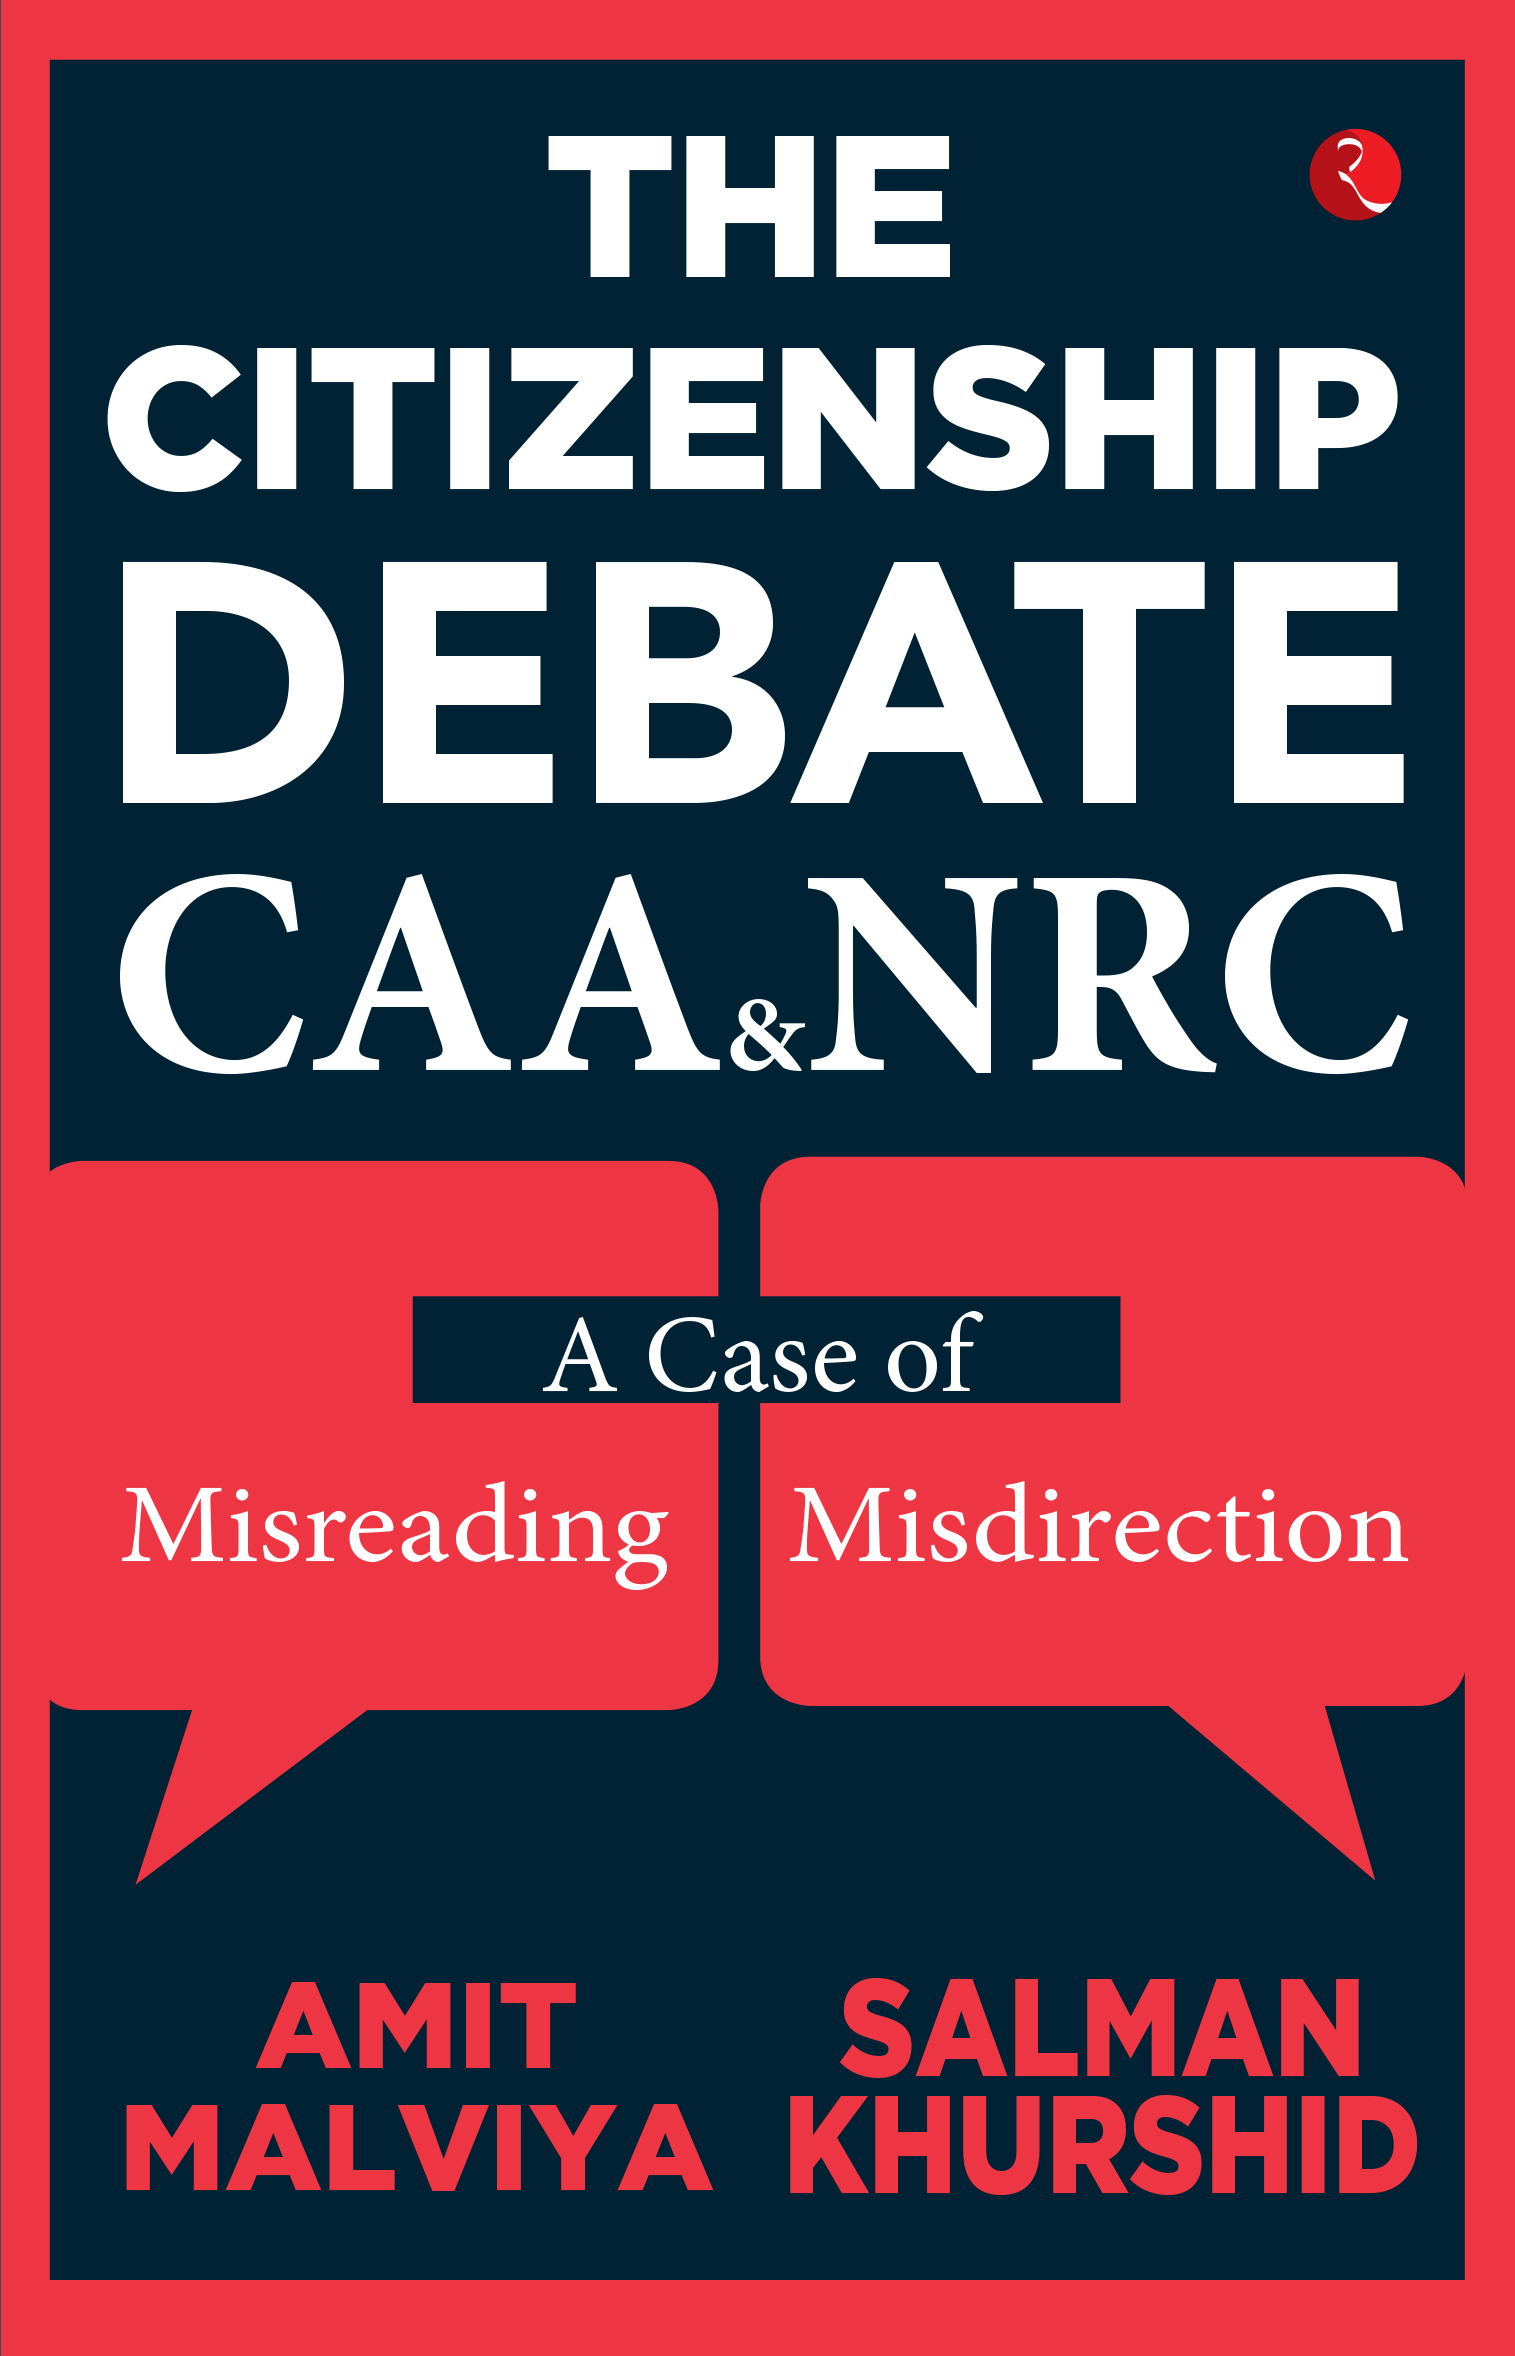 THE
CITIZENSHIP
DEBATE
CAA & NRC
A Case of
Misreading Misdirection
AMIT
MALVIYA
SALMAN
KHURSHID